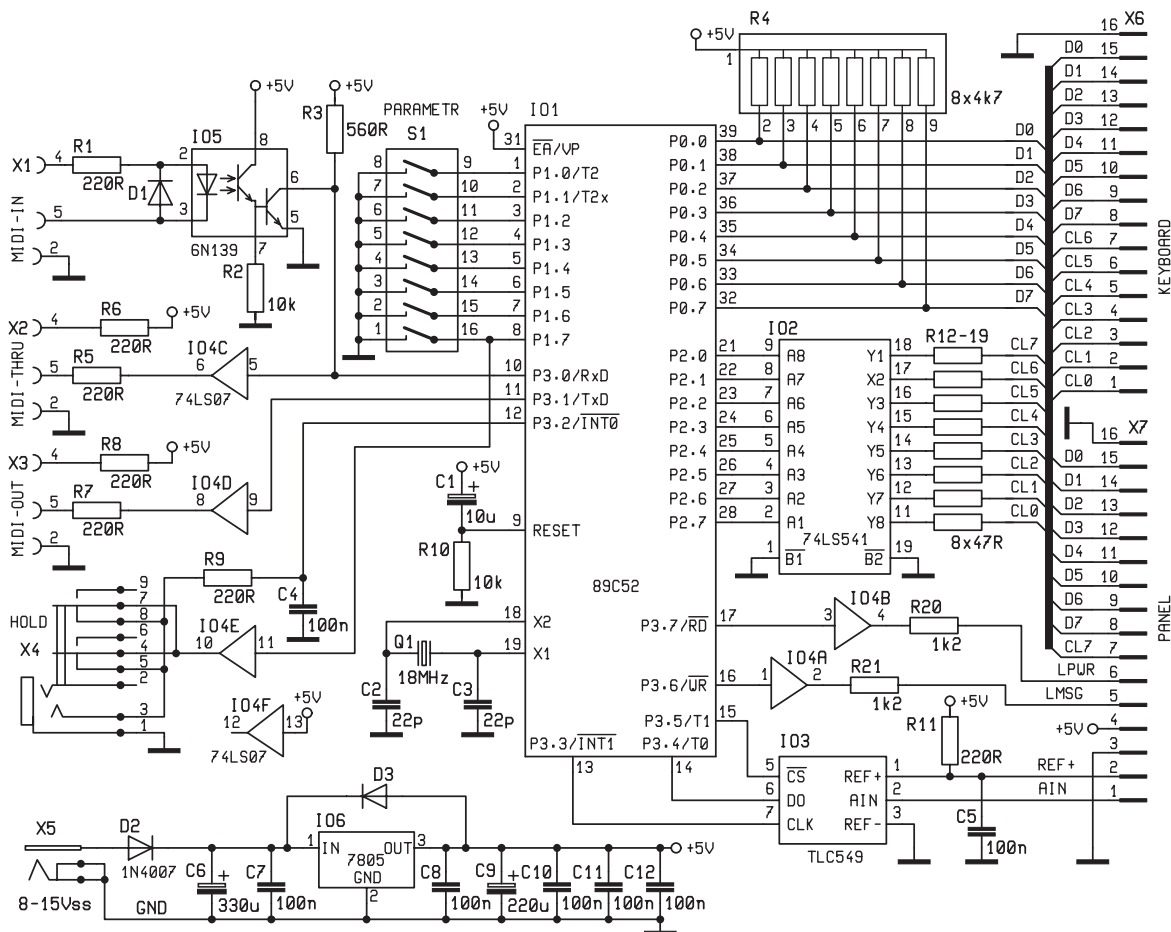 R4
X6
+5V
1
16
D0 15
D1 14
D2 13
D3 12
D4 11
D5 10
D6 9
D7 8
CL6 7
CL5 6
CL4 5
CL3 4
CL2 3
CL1 2
CL0 1
KEYBOARD
8x4k7
2 3 4 5 6 7 8 9
+5V
+5V
R3
560R
PARAMETR
S1
+5V
IO1
31 EA/VP
1 P1.0/T2
2 P1.1/T2x
3 P1.2
4 P1.3
5 P1.4
6 P1.5
7 P1.6
8 P1.7
10 P3.0/RxD
11 P3.1/TxD
12 P3.2/INT0
9 RESET
18 X2
19 X1
P3.3/INT1
13
P3.4/T0
14
89C52
P0.0 39 D0
P0.1 38 D1
P0.2 37 D2
P0.3 36 D3
P0.4 35 D4
P0.5 34 D5
P0.6 33 D6
P0.7 32 D7
P2.0 21
P2.1 22
P2.2 23
P2.3 24
P2.4 25
P2.5 26
P2.6 27
P2.7 28
P3.7/RD 17
P3.6/WR 16
P3.5/T1 15
8 9
7 10
6 11
5 12
4 13
3 14
2 15
1 16
IO5
8
2
6
3
5
7
6N139
X1
4
R1
220R
D1
5
2
MIDI-IN
R2
10k
X2
4
R6
220R
+5V
5
R5
220R
2
MIDI-THRU
IO4C
6 5
74LS07
X3
4
R8
220R
+5V
5
R7
220R
2
MIDI-OUT
IO4D
8 9
R9
220R
C4
100n
HOLD
X4
9
7
8
6
4
5
2
3
1
IO4E
10 11
IO4F
12 13
+5V
74LS07
+5V
C1
+
10u
R10
10k
Q1
18MHz
C2
22p
C3
22p
IO2
9 A8 Y1 18
8 A7 X2 17
7 A6 Y3 16
6 A5 Y4 15
5 A4 Y5 14
4 A3 Y6 13
3 A2 Y7 12
2 A1 Y8 11
74LS541
1 B1 B2 19
R12-19
CL7
CL6
CL5
CL4
CL3
CL2
CL1
CL0
8x47R
X7
16
D0 15
D1 14
D2 13
D3 12
D4 11
D5 10
D6 9
D7 8
CL7 7
LPWR 6
LMSG 5
+5V 4
3
REF+ 2
AIN 1
PANEL
IO4B
3 4
R20
1k2
IO4A
1 2
R21
1k2
+5V
R11
220R
IO3
5 CS REF+ 1
6 DO AIN 2
7 CLK REF- 3
TLC549
C5
100n
X5
8-15Vss
D2
1N4007
GND
C6
+
330u
C7
100n
D3
IO6
1 IN OUT 3
7805
GND
2
C8
100n
C9
+
220u
C10
100n
C11
100n
C12
100n
+5V